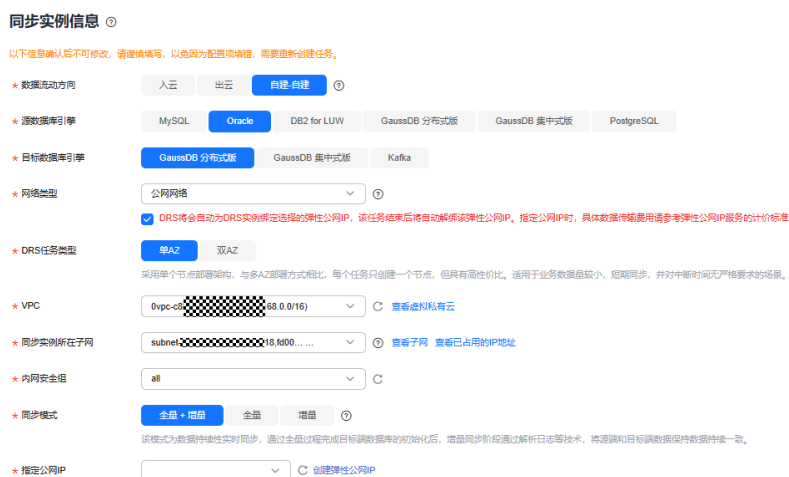 同步实例信息
以下信息确认后不可修改，请谨慎填写，以免因为配置项填错，需要重新创建任务。
* 数据流动方向 入云 出云 自建-自建
* 源数据库引擎 MySQL Oracle DB2 for LUW GaussDB 分布式版 GaussDB 集中式版 PostgreSQL
* 目标数据库引擎 GaussDB 分布式版 GaussDB 集中式版 Kafka
* 网络类型 公网网络
DRS将会自动为DRS实例绑定选择的弹性公网IP，该任务结束后将自动解绑该弹性公网IP。指定公网IP时，具体数据传输费用请参考弹性公网IP服务的计价标准
* DRS任务类型 单AZ 双AZ
采用单个节点部署架构，与多AZ部署方式相比，每个任务只创建一个节点，但具有高性价比。适用于业务数据量较小，短期同步，并对中断时间无严格要求的场景。
* VPC 0vpc-c8 68.0.0/16) 查看虚拟私有云
* 同步实例所在子网 subnet- 18,fd00... ... 查看子网 查看已占用的IP地址
* 内网安全组 all
* 同步模式 全量 + 增量 全量 增量
该模式为数据持续性实时同步，通过全量过程完成目标端数据库的初始化后，增量同步阶段通过解析日志等技术，将源端和目标端数据保持数据持续一致。
* 指定公网IP 创建弹性公网IP